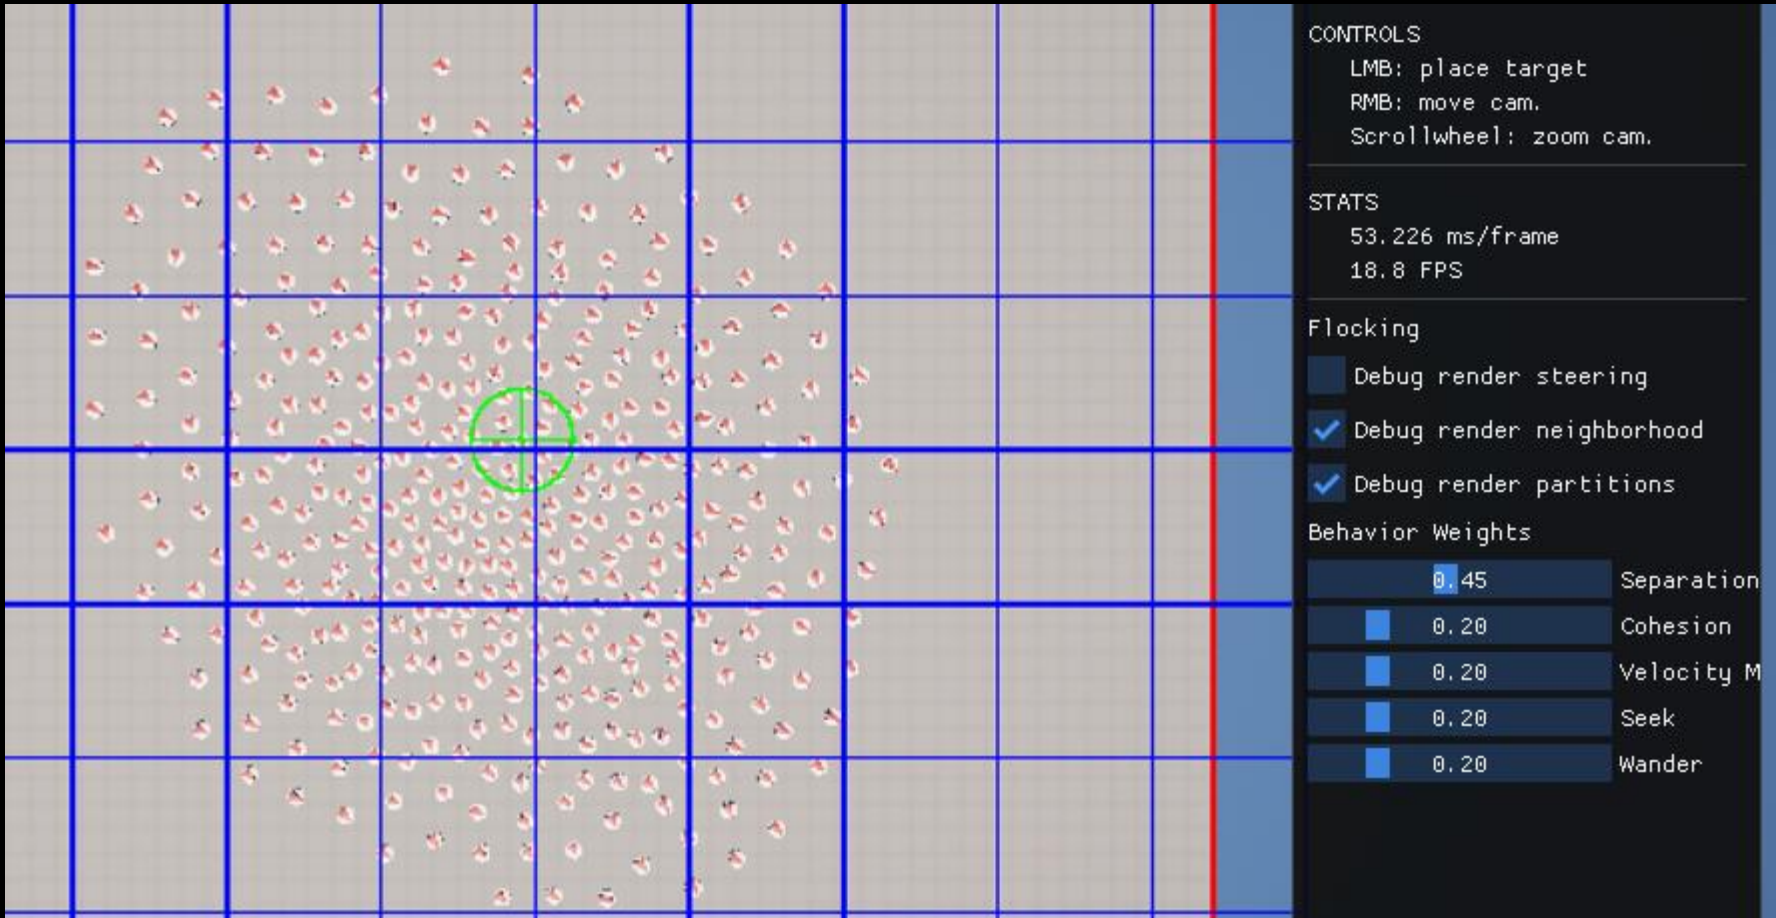 CONTROLS
LMB: place target
RMB: move cam.
Scrollwheel: zoom cam.
STATS
53.226 ms/frame
18.8 FPS
Flocking
Debug render steering
Debug render neighborhood
Debug render partitions
Behavior Weights
0.45 Separation
0.20 Cohesion
0.20 Velocity M
0.20 Seek
0.20 Wander